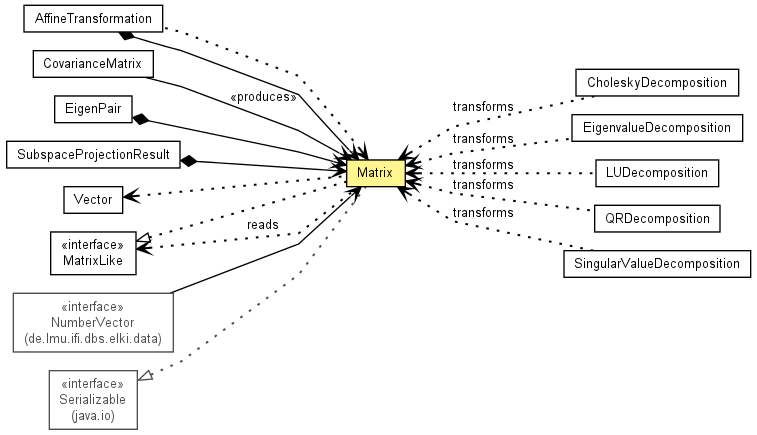 AffineTransformation
CovarianceMatrix
EigenPair
SubspaceProjectionResult
Vector
«interface»
MatrixLike
«interface»
NumberVector
(de.lmu.ifi.dbs.elki.data)
«interface»
Serializable
(java.io)
«produces»
reads
Matrix
transforms
transforms
transforms
transforms
transforms
CholeskyDecomposition
EigenvalueDecomposition
LUDecomposition
QRDecomposition
SingularValueDecomposition